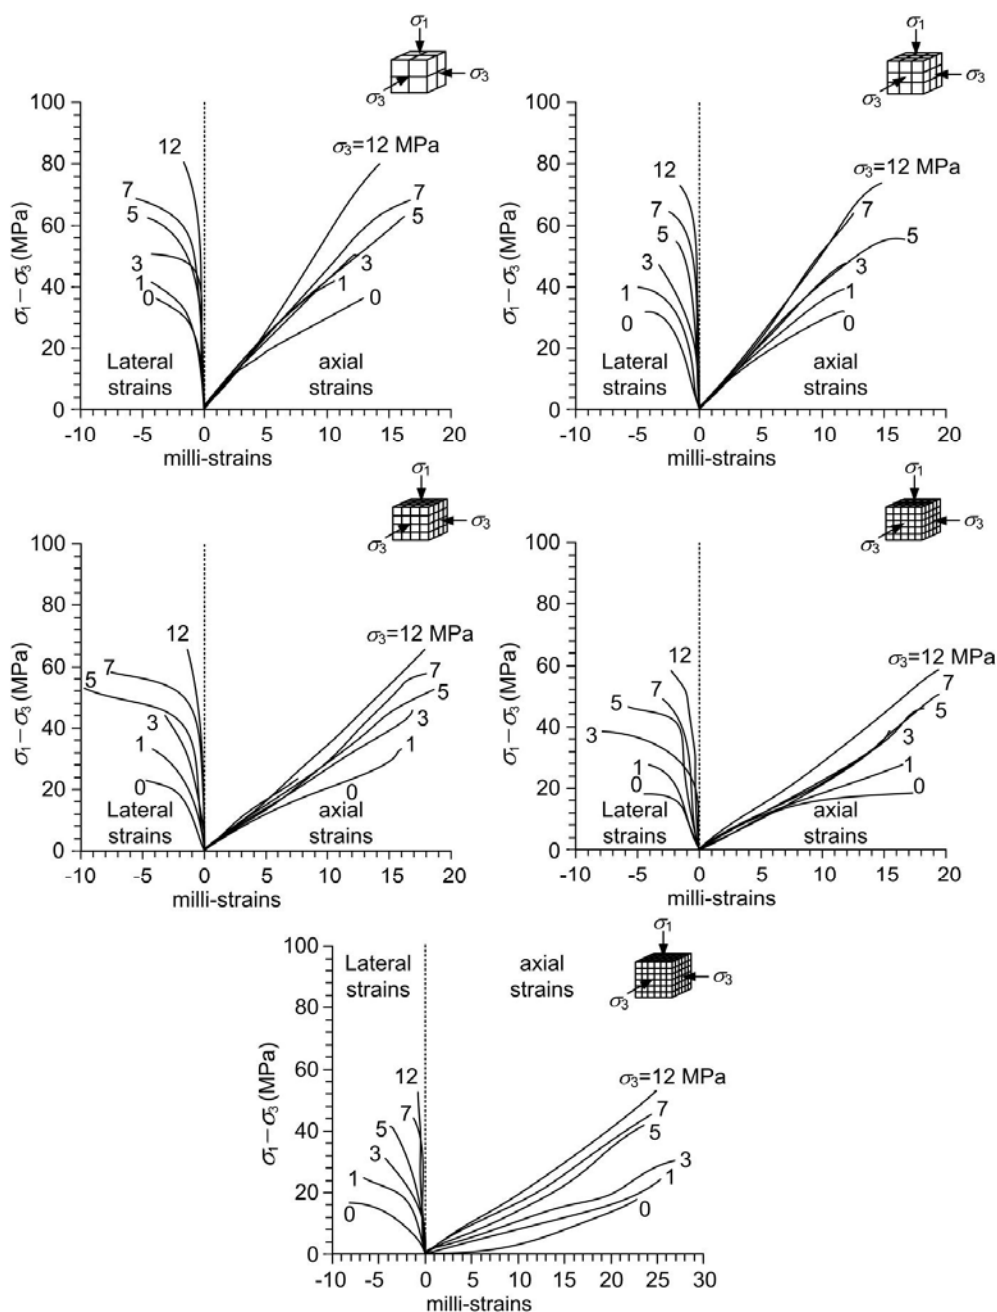 σ1
σ3
σ3
100
80
60
40
20
0
σ1−σ3 (MPa)
12
7
5
3
1
0
σ3=12 MPa
7
5
3
1
0
Lateral
strains
axial
strains
-10 -5 0 5 10 15 20
milli-strains
σ1
σ3
σ3
100
80
60
40
20
0
σ1−σ3 (MPa)
12
7
5
3
1
0
σ3=12 MPa
7
5
3
1
0
Lateral
strains
axial
strains
-10 -5 0 5 10 15 20
milli-strains
σ1
σ3
σ3
100
80
60
40
20
0
σ1−σ3 (MPa)
12
7
5
3
1
0
σ3=12 MPa
7
5
3
1
0
Lateral
strains
axial
strains
-10 -5 0 5 10 15 20
milli-strains
σ1
σ3
σ3
100
80
60
40
20
0
σ1−σ3 (MPa)
12
7
5
3
1
0
σ3=12 MPa
7
5
3
1
0
Lateral
strains
axial
strains
-10 -5 0 5 10 15 20
milli-strains
σ1
σ3
σ3
Lateral
strains
axial
strains
100
80
60
40
20
0
σ1−σ3 (MPa)
12
7
5
3
1
0
σ3=12 MPa
7
5
3
1
0
-10 -5 0 5 10 15 20 25 30
milli-strains